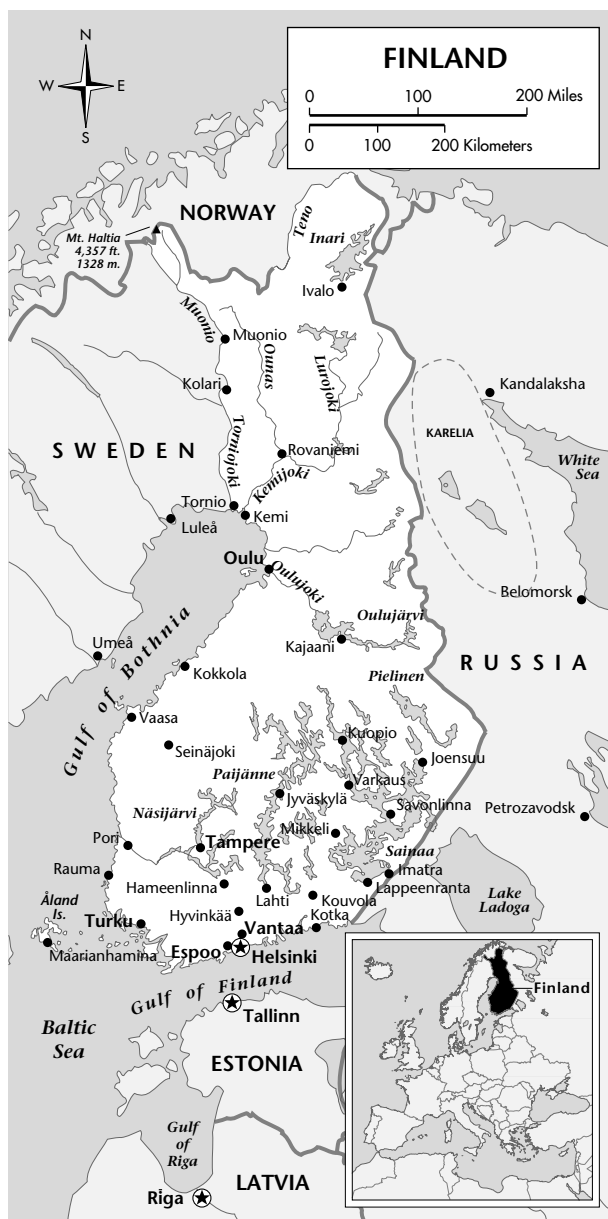 FINLAND
0 100 200 Miles
0 100 200 Kilometers
N
W E
S
NORWAY
Mt. Haltia
4,357 ft.
1328 m.
Teno
Inari
Ivalo
Muonio
Muonio
Ounas
Lurojoki
Kolari
Kandalaksha
KARELIA
SWEDEN
Torniojoki
Rovaniemi
White
Sea
Kemijoki
Tornio
Kemi
Luleå
Oulu
Oulujoki
Belomorsk
Oulujärvi
Kajaani
Umeå
Gulf of Bothnia
Kokkola
RUSSIA
Pielinen
Vaasa
Seinäjoki
Kuopio
Joensuu
Paijänne
Varkaus
Jyväskylä
Näsijärvi
Savonlinna
Petrozavodsk
Mikkeli
Pori
Tampere
Sainaa
Imatra
Rauma
Hameenlinna
Lappeenranta
Lahti
Kouvola
Lake
Ladoga
Åland
Is.
Hyvinkää
Kotka
Turku
Vantaa
Maarianhamina
Espoo
Helsinki
Gulf of Finland
Finland
Tallinn
Baltic
Sea
ESTONIA
Gulf
of
Riga
LATVIA
Riga